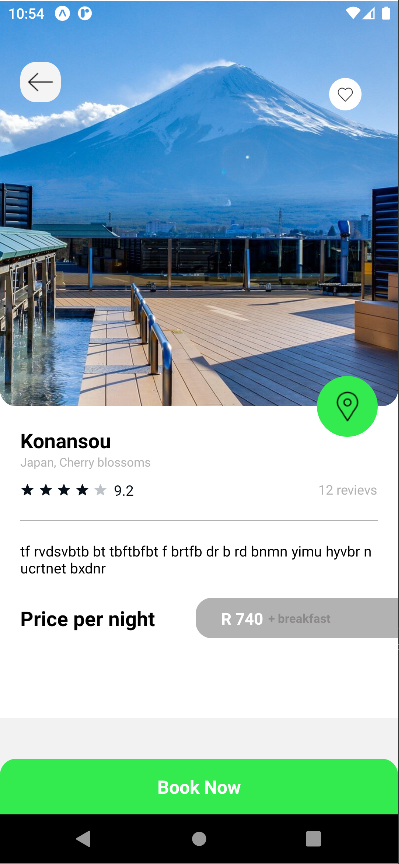 10:54
Konansou
Japan, Cherry blossoms
9.2
12 revievs
tf rvdsvbtb bt tbftbfbt f brtfb dr b rd bnmn yimu hyvbr n
ucrtnet bxdnr
Price per night
R 740 + breakfast
Book Now